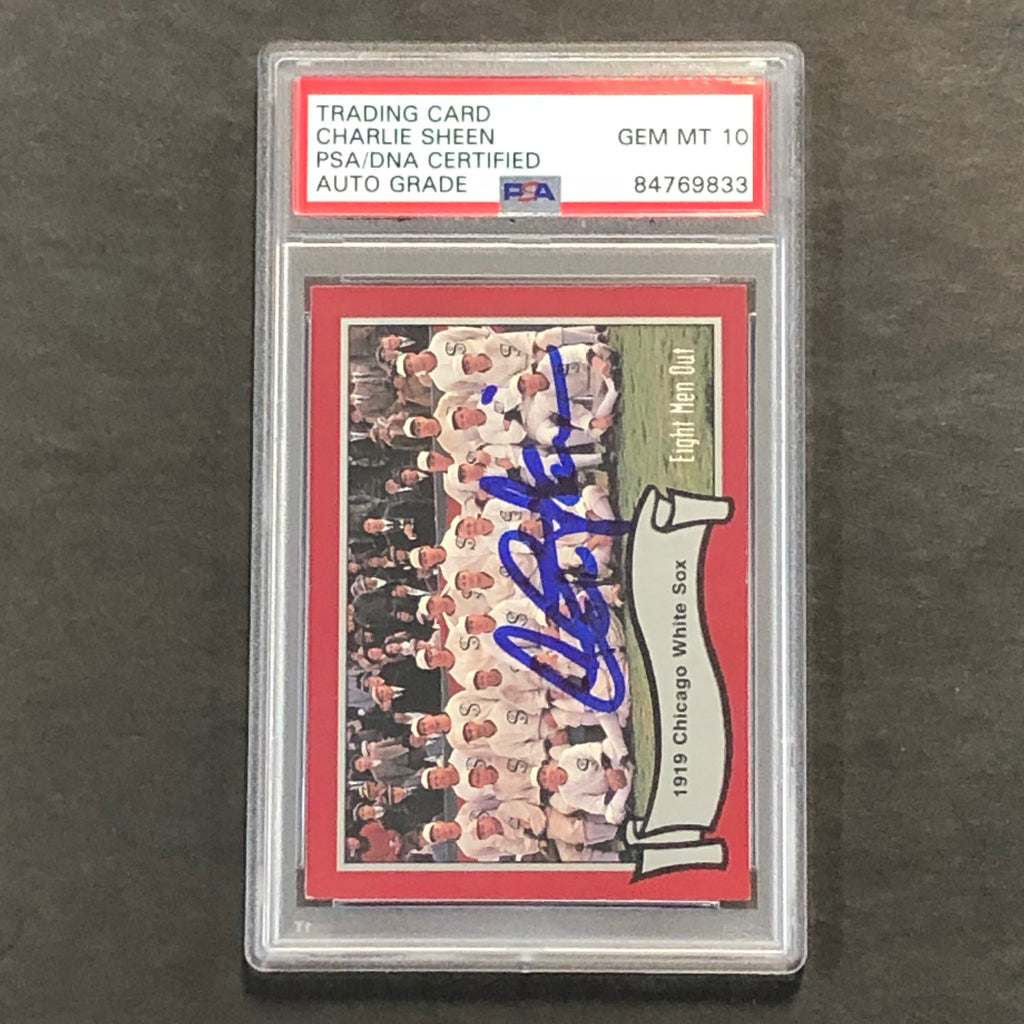 TRADING CARD
CHARLIE SHEEN
GEM MT 10
PSA/DNA CERTIFIED
AUTO GRADE
PSA
84769833
Eight Men Out
1919 Chicago White Sox